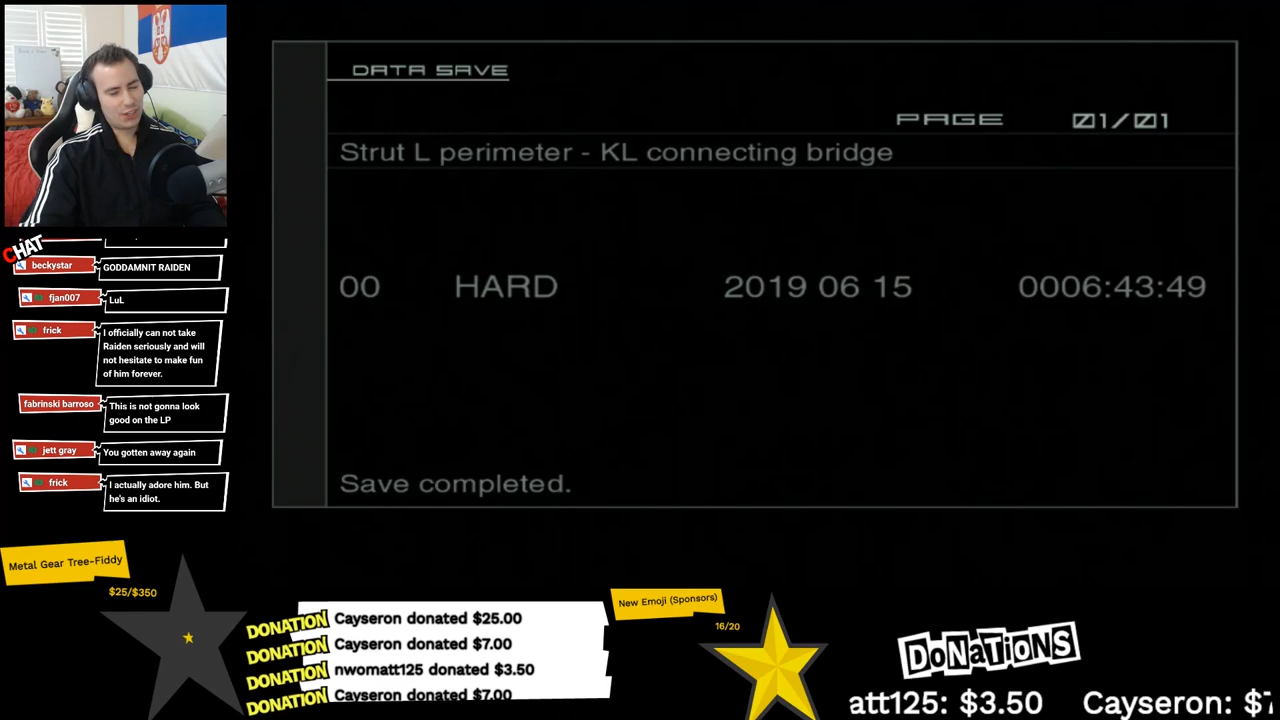 DATA SAVE
PAGE 01/01
Strut L perimeter - KL connecting bridge
00 HARD 2019 06 15 0006:43:49
Save completed.
CHAT
beckystar
GODDAMNIT RAIDEN
fjan007
LuL
frick
I officially can not take
Raiden seriously and will
not hesitate to make fun
of him forever.
fabrinski barroso
This is not gonna look
good on the LP
jett gray
You gotten away again
frick
I actually adore him. But
he's an idiot.
Metal Gear Tree-Fiddy
$25/$350
DONATION Cayseron donated $25.00
DONATION Cayseron donated $7.00
DONATION nwomatt125 donated $3.50
DONATION Cayseron donated $7.00
New Emoji (Sponsors)
16/20
DoNaTiONS
att125: $3.50 Cayseron: $7